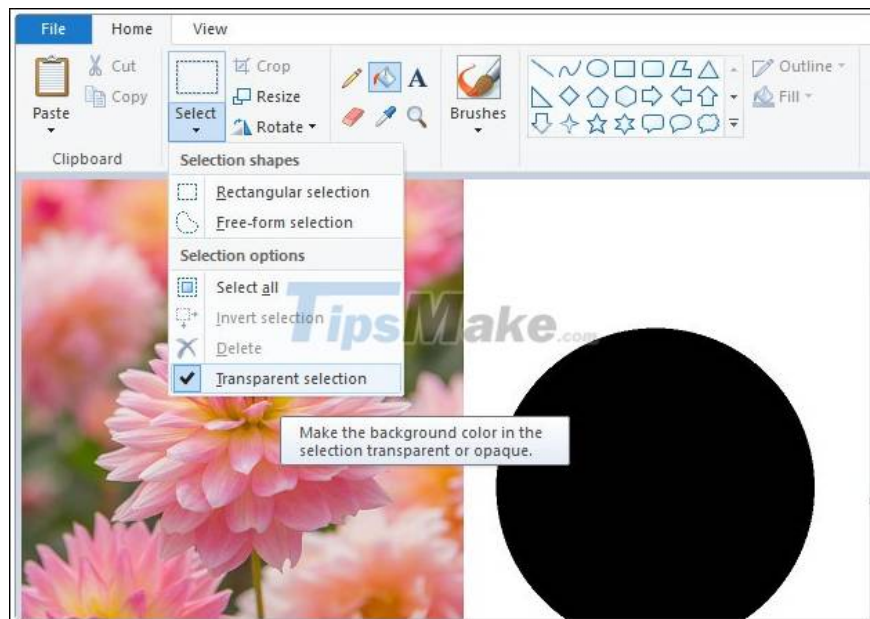 File Home View
Cut
Copy
Paste
Clipboard
Select
Crop
Resize
Rotate
A
Brushes
Outline
Fill
Selection shapes
Rectangular selection
Free-form selection
Selection options
Select all
Invert selection
Delete
Transparent selection
Make the background color in the
selection transparent or opaque.
TipsMake.com